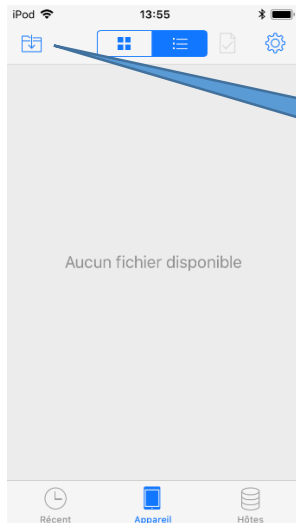 iPod 13:55
Aucun fichier disponible
Récent Appareil Hôtes